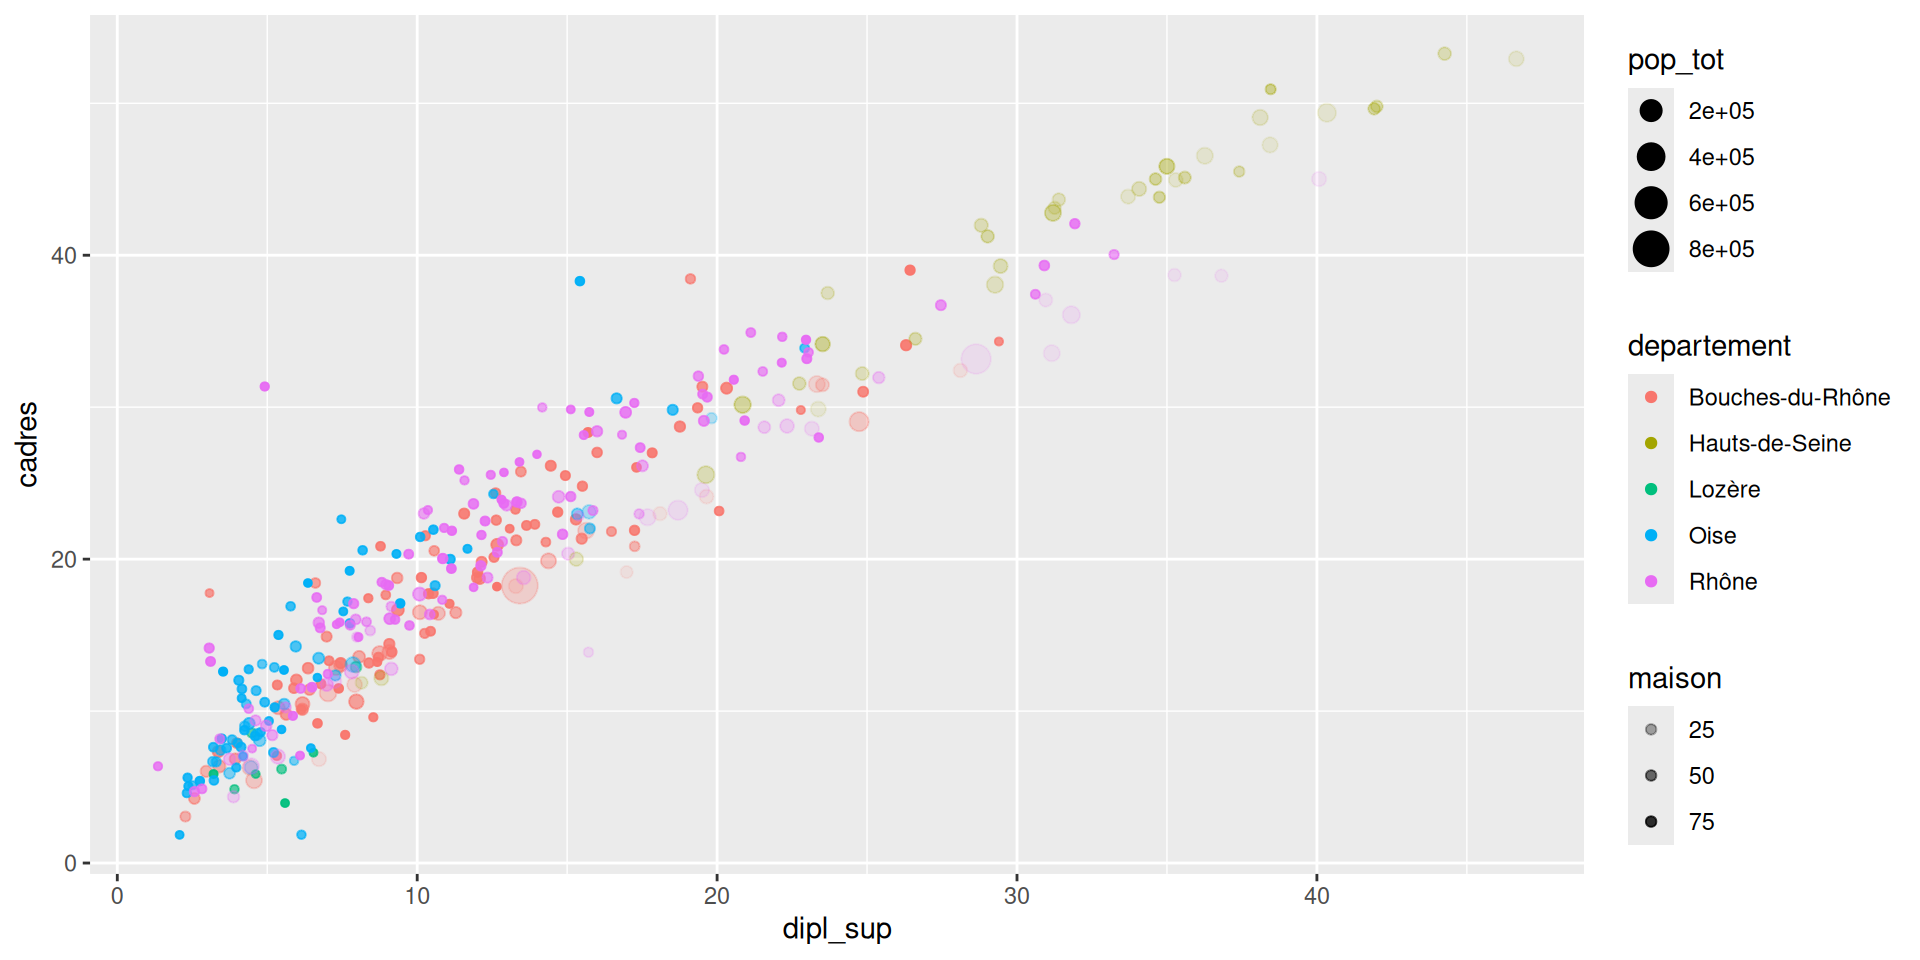 cadres
40
20
0
0
10
20
30
40
dipl_sup
pop_tot
2e+05
4e+05
6e+05
8e+05
departement
Bouches-du-Rhône
Hauts-de-Seine
Lozère
Oise
Rhône
maison
25
50
75